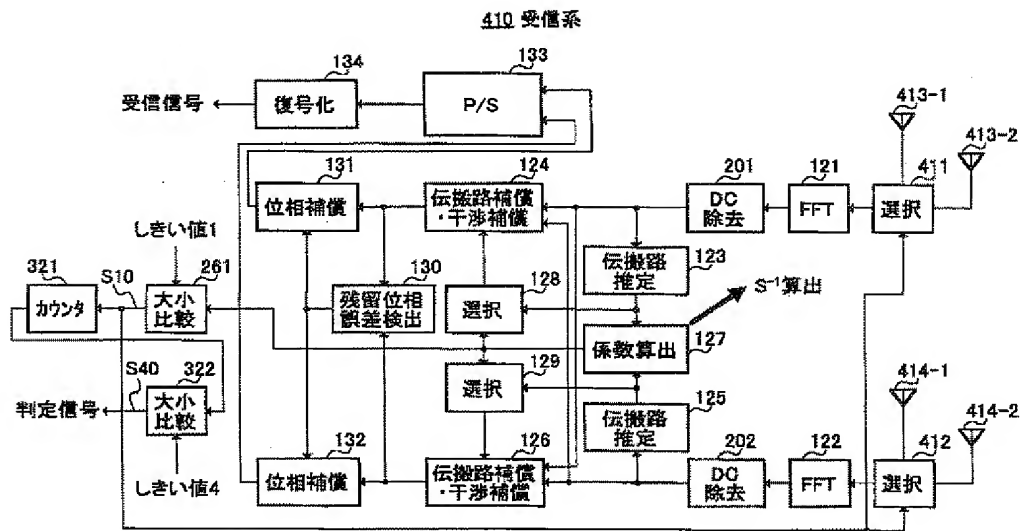 410 受信系
134
133
受信信号
復号化
P/S
413-1
413-2
131
124
201
121
411
位相補償
伝搬路補償
・干渉補償
DC
除去
FFT
選択
しきい値1
321
S10
261
130
128
伝搬路
推定
123
S⁻¹算出
カウンタ
大小
比較
残留位相
誤差検出
選択
係数算出
127
S40
322
129
判定信号
大小
比較
選択
伝搬路
推定
125
414-1
414-2
132
126
202
122
412
しきい値4
位相補償
伝搬路補償
・干渉補償
DC
除去
FFT
選択